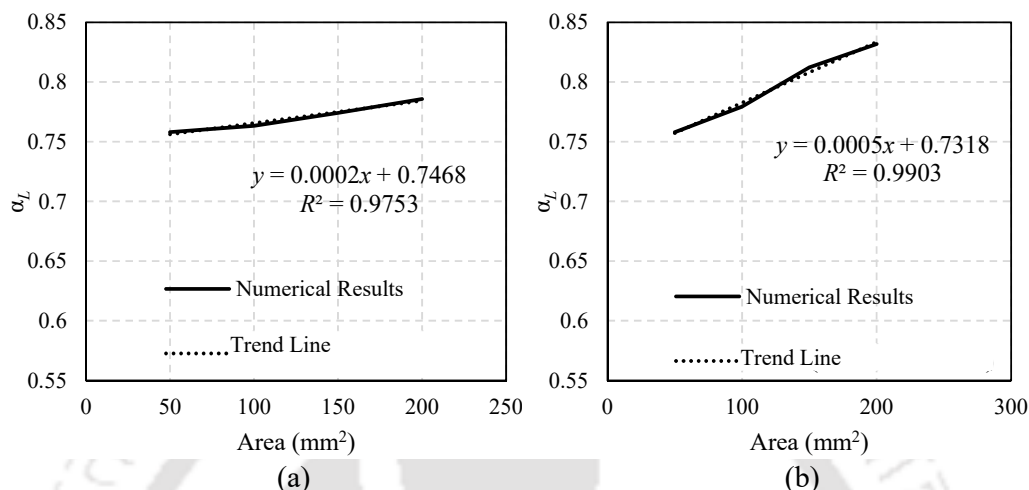 0.85
0.8
0.75
0.7
0.65
0.6
0.55
α_L
y = 0.0002x + 0.7468
R² = 0.9753
Numerical Results
Trend Line
0 50 100 150 200 250
Area (mm²)
(a)
0.85
0.8
0.75
0.7
0.65
0.6
0.55
α_L
y = 0.0005x + 0.7318
R² = 0.9903
Numerical Results
Trend Line
0 100 200 300
Area (mm²)
(b)